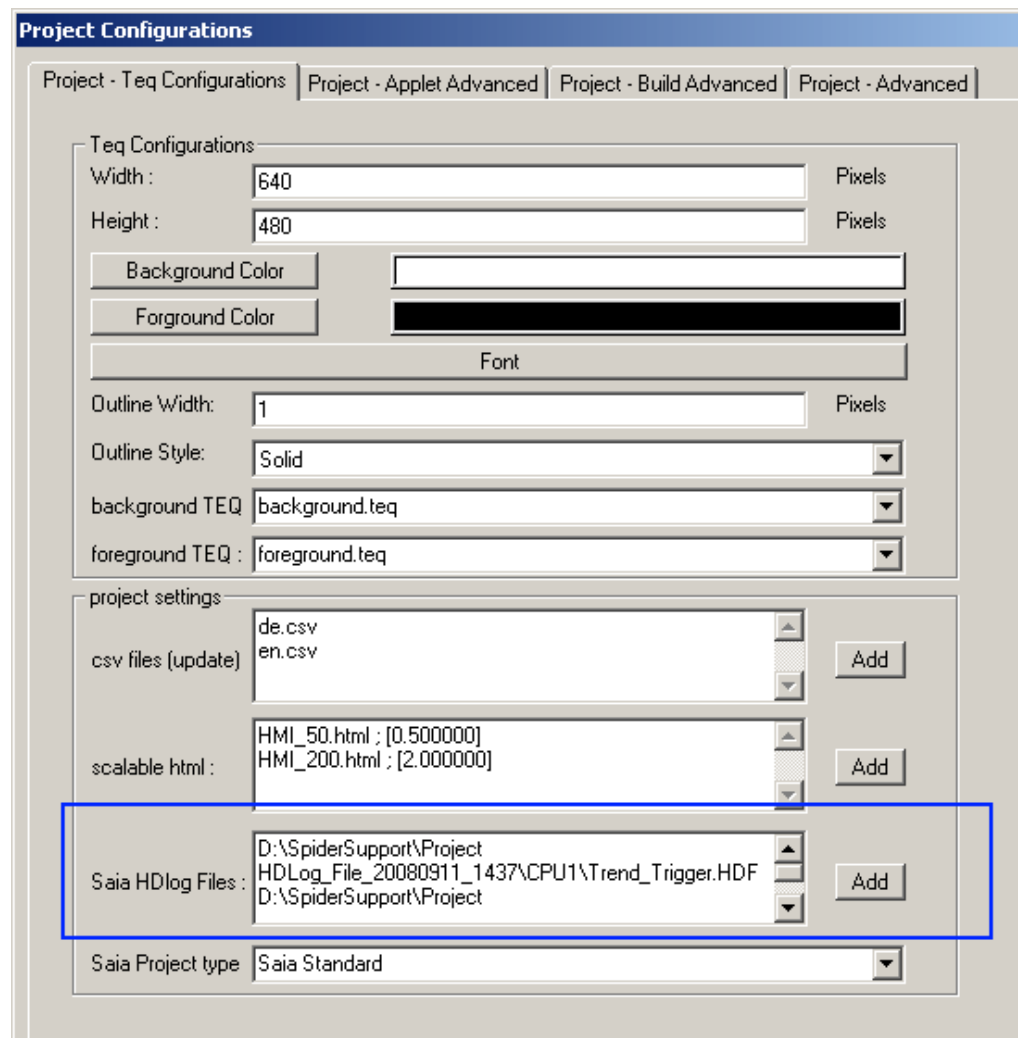 Project Configurations
Project - Teq Configurations Project - Applet Advanced Project - Build Advanced Project - Advanced
Teq Configurations
Width : 640 Pixels
Height : 480 Pixels
Background Color
Forground Color
Font
Outline Width: 1 Pixels
Outline Style: Solid
background TEQ background.teq
foreground TEQ : foreground.teq
project settings
csv files (update) de.csv
en.csv
Add
scalable html : HMI_50.html ; [0.500000]
HMI_200.html ; [2.000000]
Add
Saia HDlog Files : D:\SpiderSupport\Project
HDLog_File_20080911_1437\CPU1\Trend_Trigger.HDF
D:\SpiderSupport\Project
Add
Saia Project type Saia Standard